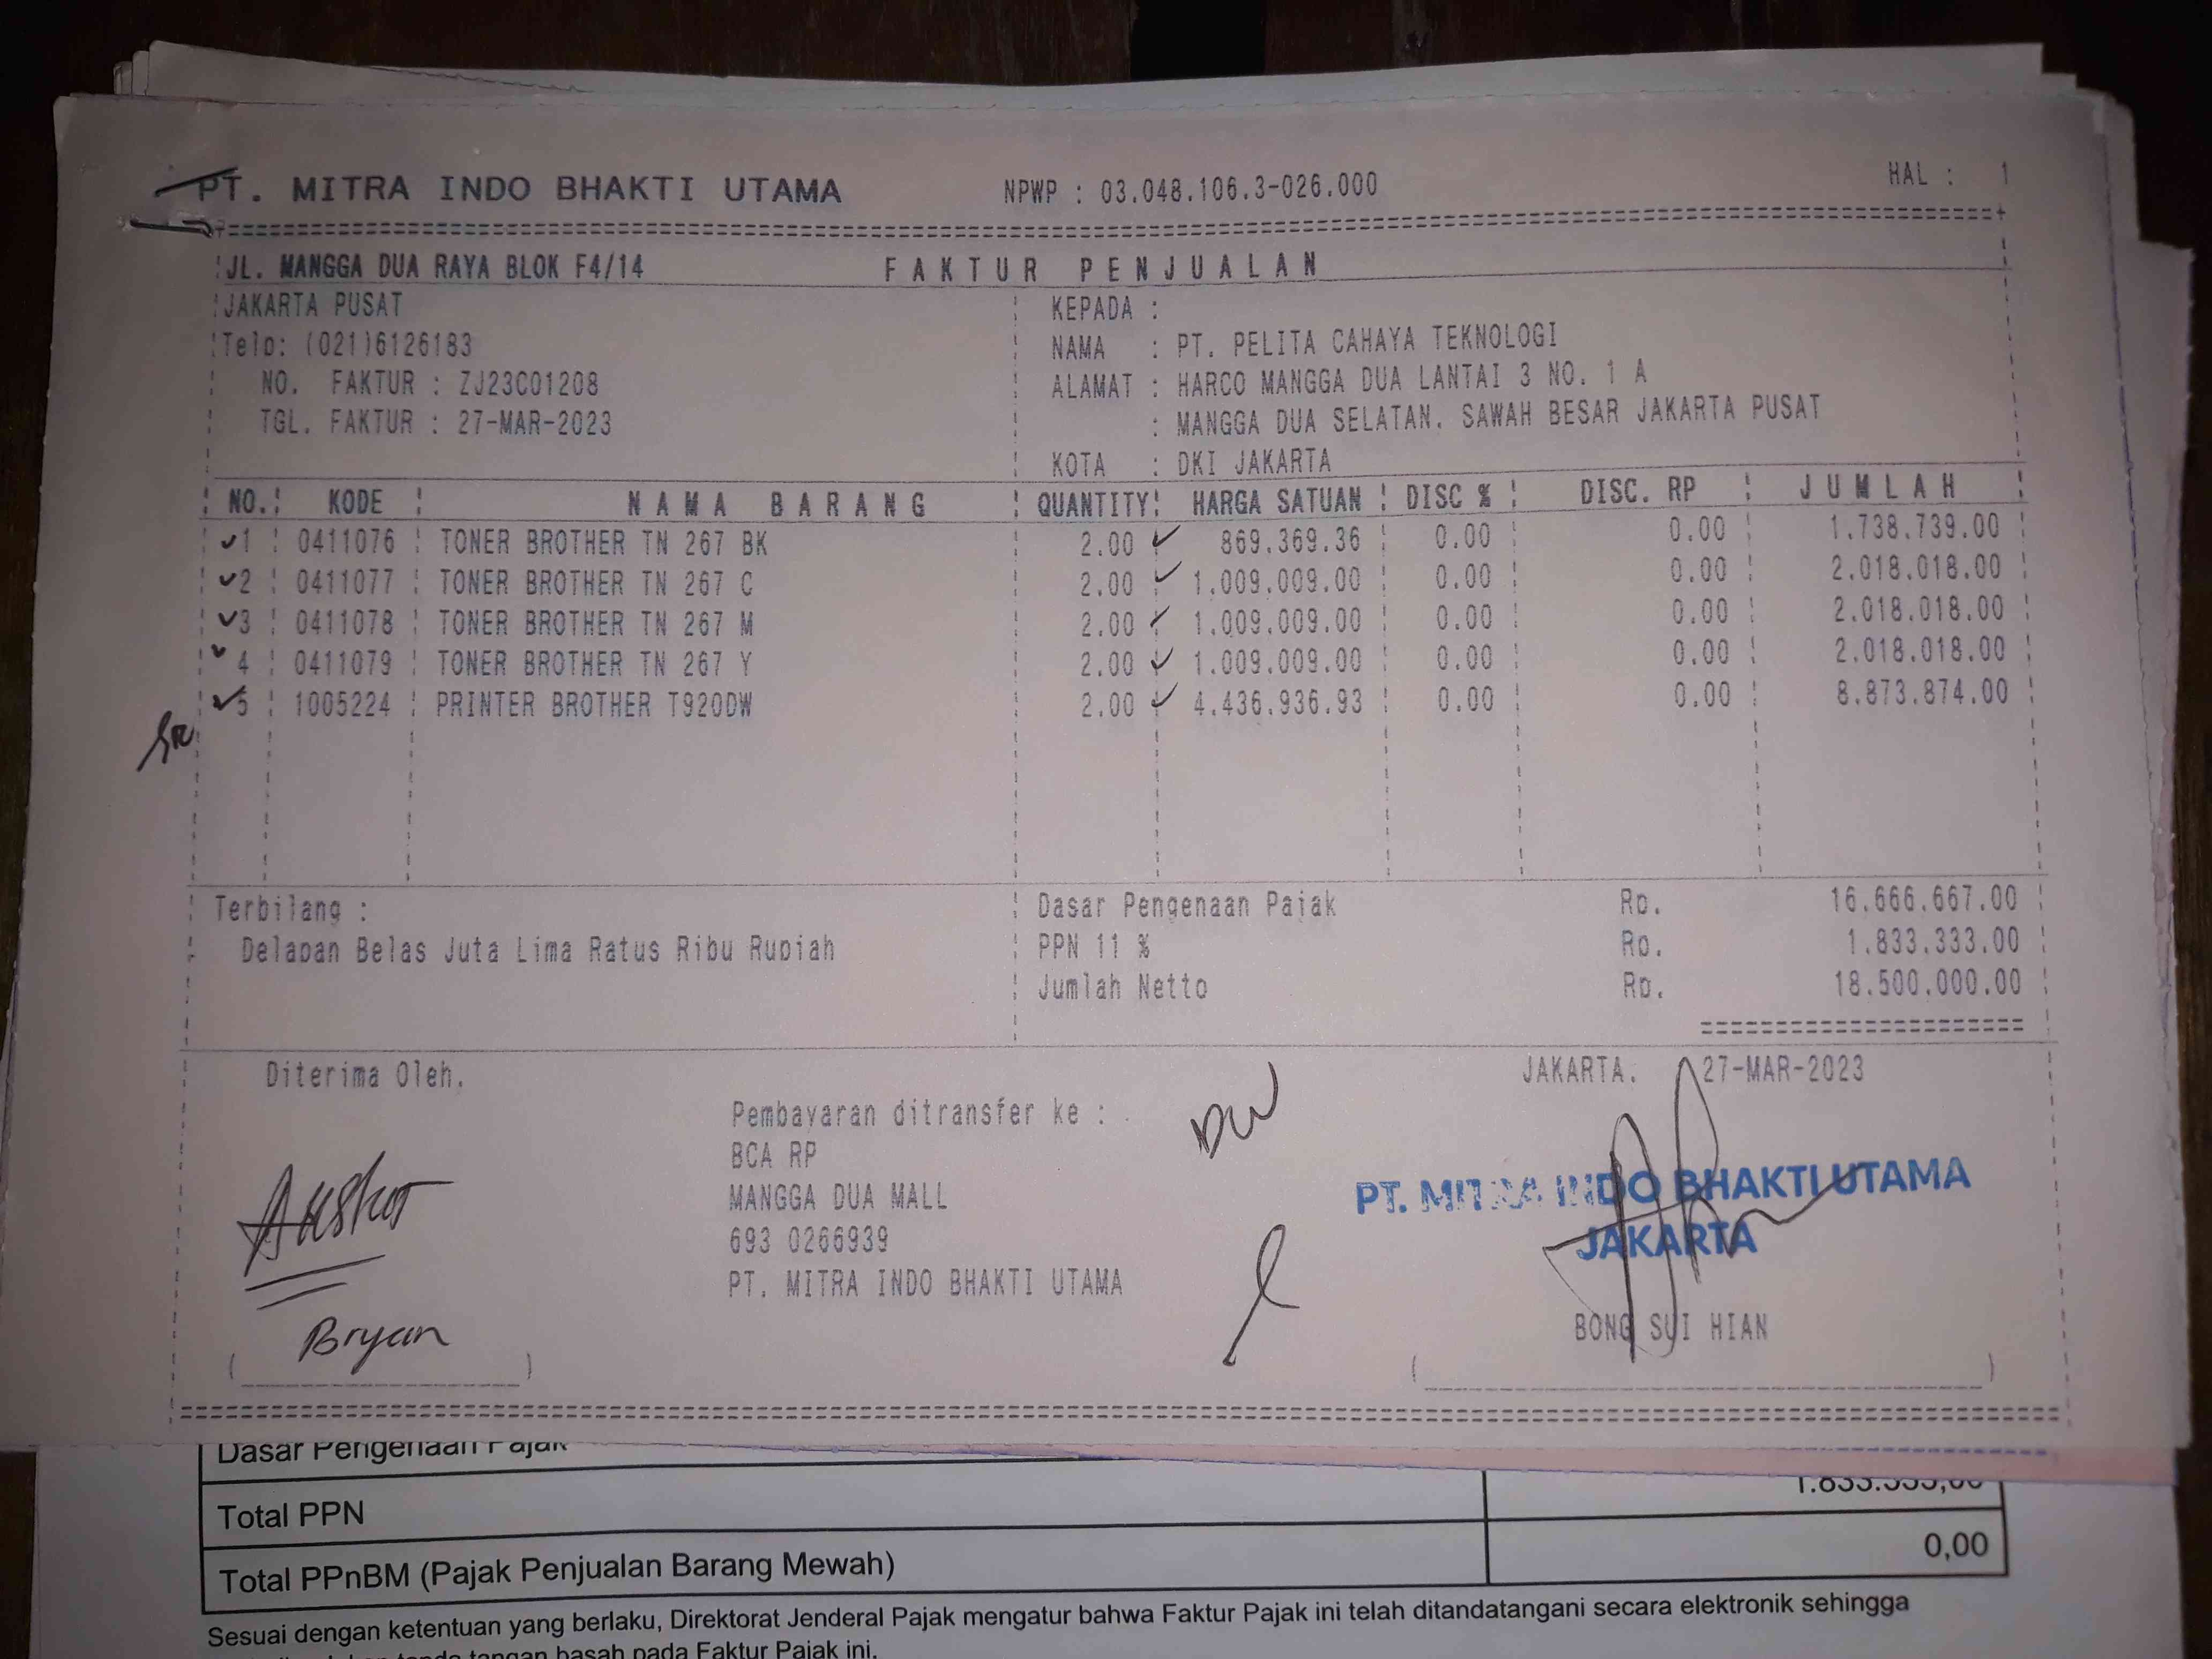 PT. MITRA INDO BHAKTI UTAMA NPWP : 03.048.106.3-026.000 HAL : 1
JL. MANGGA DUA RAYA BLOK F4/14 FAKTUR PENJUALAN
JAKARTA PUSAT KEPADA :
Telp: (021)6126183 NAMA : PT. PELITA CAHAYA TEKNOLOGI
NO. FAKTUR : ZJ23C01208 ALAMAT : HARCO MANGGA DUA LANTAI 3 NO. 1 A
TGL. FAKTUR : 27-MAR-2023 : MANGGA DUA SELATAN. SAWAH BESAR JAKARTA PUSAT
KOTA : DKI JAKARTA
NO. KODE NAMA BARANG QUANTITY HARGA SATUAN DISC % DISC. RP JUMLAH
1 0411076 TONER BROTHER TN 267 BK 2.00 869.369.36 0.00 0.00 1.738.739.00
2 0411077 TONER BROTHER TN 267 C 2.00 1.009.009.00 0.00 0.00 2.018.018.00
3 0411078 TONER BROTHER TN 267 M 2.00 1.009.009.00 0.00 0.00 2.018.018.00
4 0411079 TONER BROTHER TN 267 Y 2.00 1.009.009.00 0.00 0.00 2.018.018.00
5 1005224 PRINTER BROTHER T920DW 2.00 4.436.936.93 0.00 0.00 8.873.874.00
Terbilang : Dasar Pengenaan Pajak Rp. 16.666.667.00
Delapan Belas Juta Lima Ratus Ribu Rupiah PPN 11 % Rp. 1.833.333.00
Jumlah Netto Rp. 18.500.000.00
Diterima Oleh. JAKARTA. 27-MAR-2023
Pembayaran ditransfer ke :
BCA RP
MANGGA DUA MALL
693 0266939
PT. MITRA INDO BHAKTI UTAMA
PT. MITRA INDO BHAKTI UTAMA
JAKARTA
Bryan
BONG SUI HIAN
Dasar Pengenaan Pajak
Total PPN 1.833.333,00
Total PPnBM (Pajak Penjualan Barang Mewah) 0,00
Sesuai dengan ketentuan yang berlaku, Direktorat Jenderal Pajak mengatur bahwa Faktur Pajak ini telah ditandatangani secara elektronik sehingga
tangan basah pada Faktur Pajak ini.